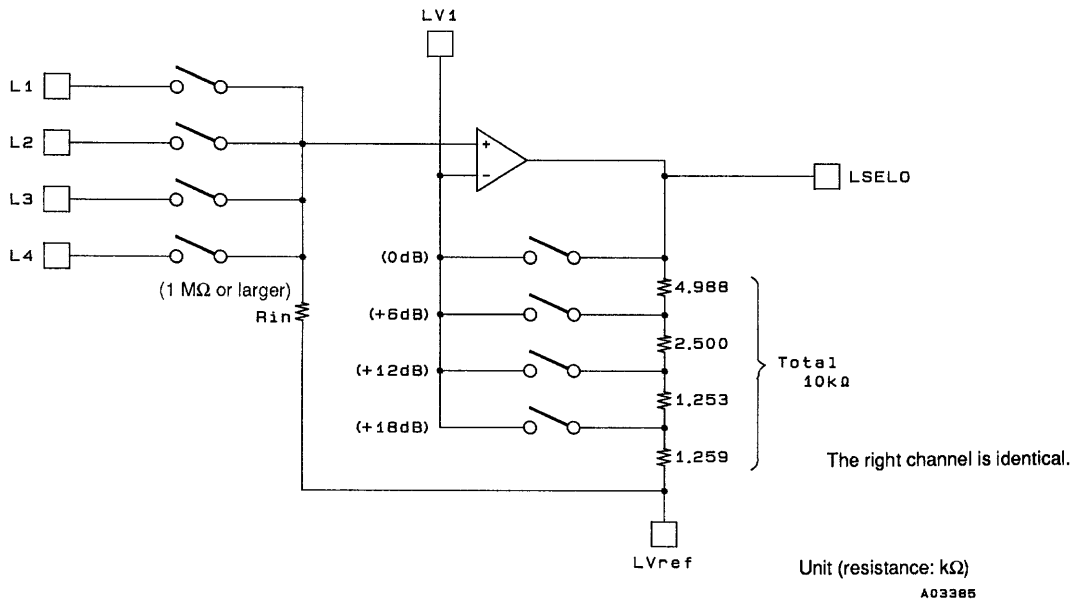 LV1
L1
L2
L3
L4
(1 MΩ or larger)
Rin
+
−
LSELO
(0dB)
(+6dB)
(+12dB)
(+18dB)
4.988
2.500
1.253
1.259
Total
10kΩ
The right channel is identical.
LVref
Unit (resistance: kΩ)
A03385